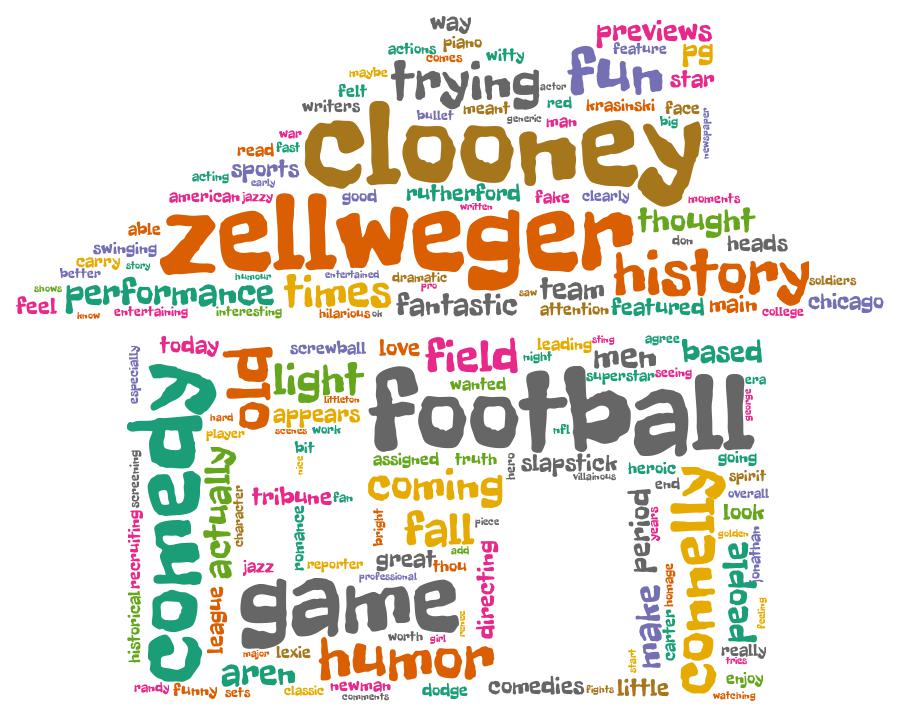 way
previews
actions piano
feature pg
comes witty
maybe trying fun star
felt actor
writers meant red krasinski face
bullet generic man big newspaper
war clooney
read fast
sports
acting early
american jazzy good rutherford fake clearly moments
written
able zellweger thought
swinging don heads
carry story
better humour entertained dramatic history soldiers
shows performance times pro saw team
feel fantastic attention featured main chicago
know entertaining interesting hilarious ok college
today screwball love field leading sting agree
especially old night men based
light wanted superstar seeing era
littleton football george
hard appears
player scenes work nfl
bit
comedy nice assigned truth hero slapstick heroic going
actually villainous end spirit
screening coming overall
tribune fan look
character romance bright fall piece period years connelly golden
recruiting add jonathan
jazz reporter great thou directing people
professional
historical league game renee make homage feeling
carter
worth girl
major lexie humor start really
aren tries
randy funny sets classic newman dodge comedies fights little enjoy
comments watching